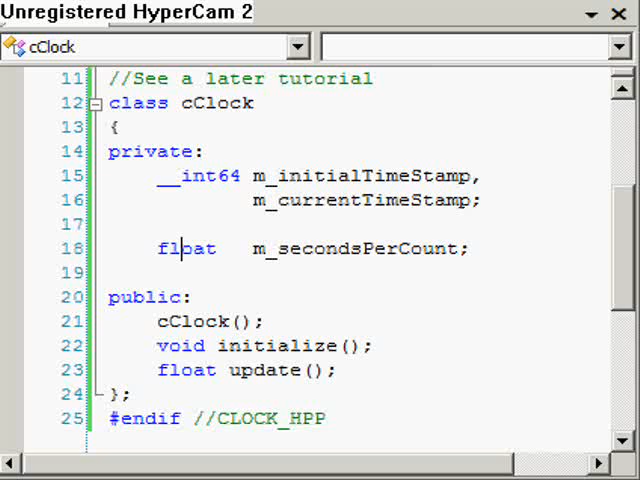 Unregistered HyperCam 2
cClock
11 //See a later tutorial
12 class cClock
13 {
14 private:
15 __int64 m_initialTimeStamp,
16 m_currentTimeStamp;
17
18 float m_secondsPerCount;
19
20 public:
21 cClock();
22 void initialize();
23 float update();
24 };
25 #endif //CLOCK_HPP